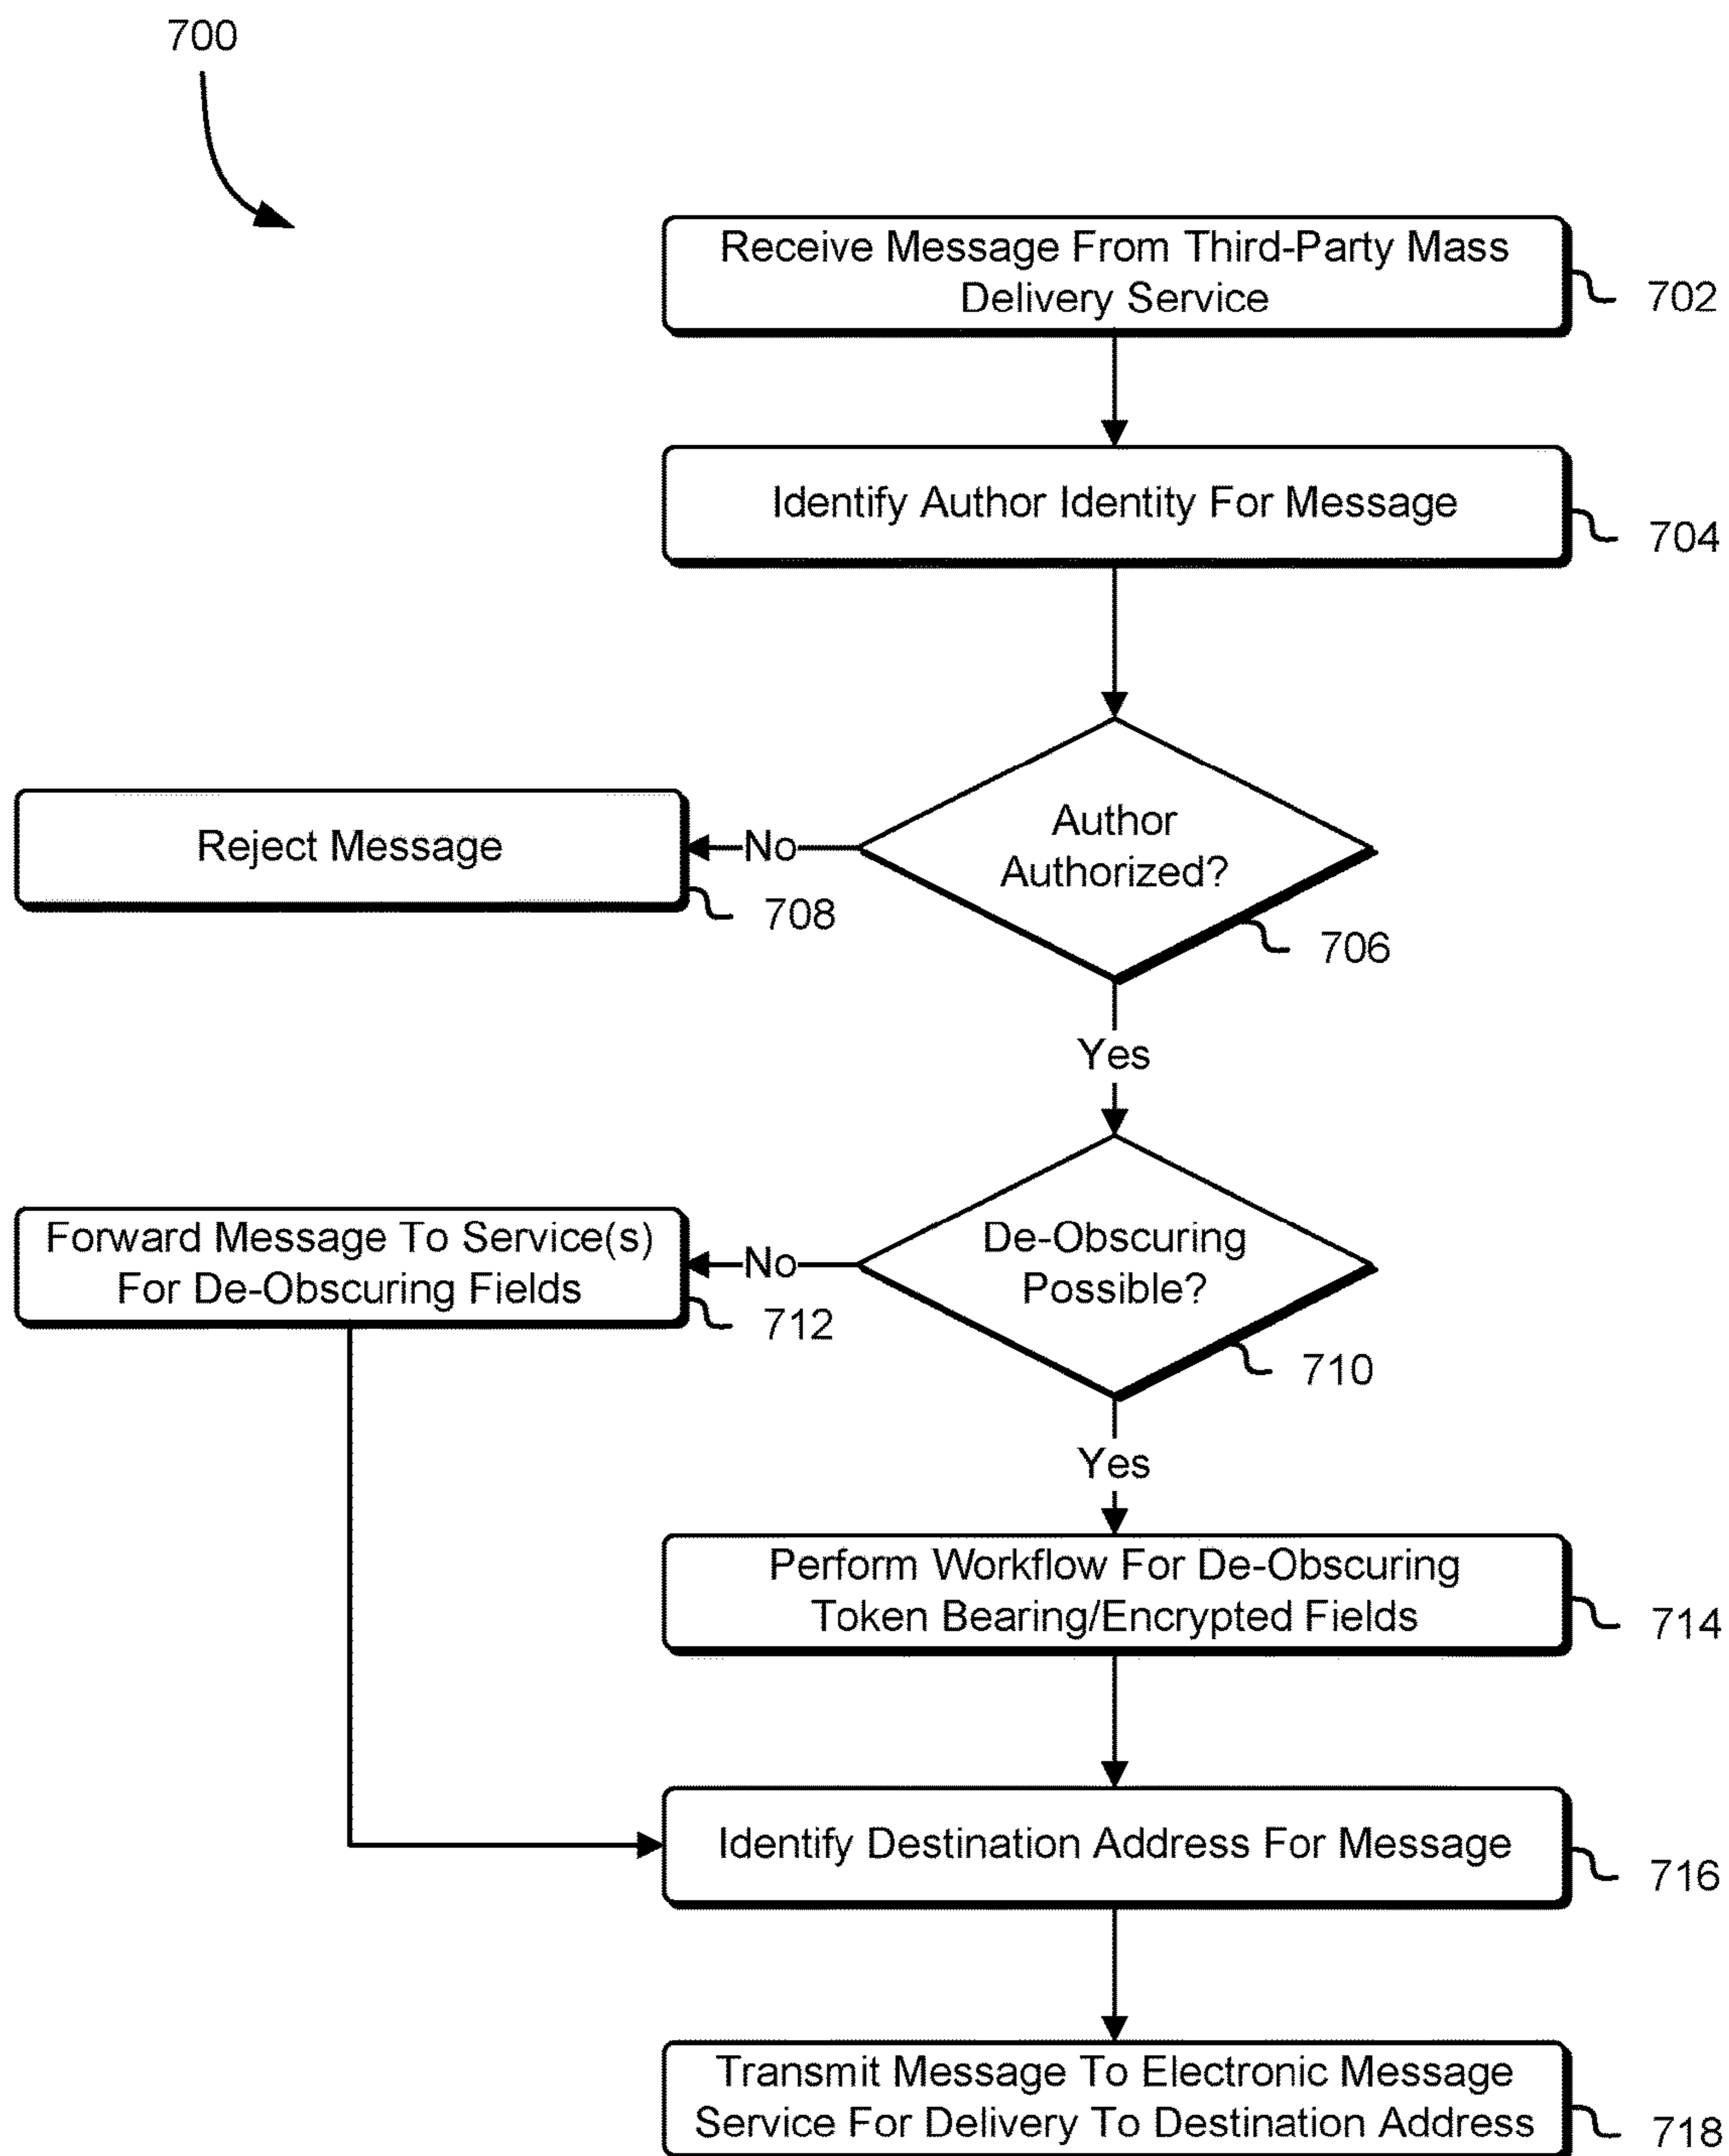 700
Receive Message From Third-Party Mass
Delivery Service
702
Identify Author Identity For Message
704
Author
Authorized?
706
No
Reject Message
708
Yes
De-Obscuring
Possible?
710
No
Forward Message To Service(s)
For De-Obscuring Fields
712
Yes
Perform Workflow For De-Obscuring
Token Bearing/Encrypted Fields
714
Identify Destination Address For Message
716
Transmit Message To Electronic Message
Service For Delivery To Destination Address
718